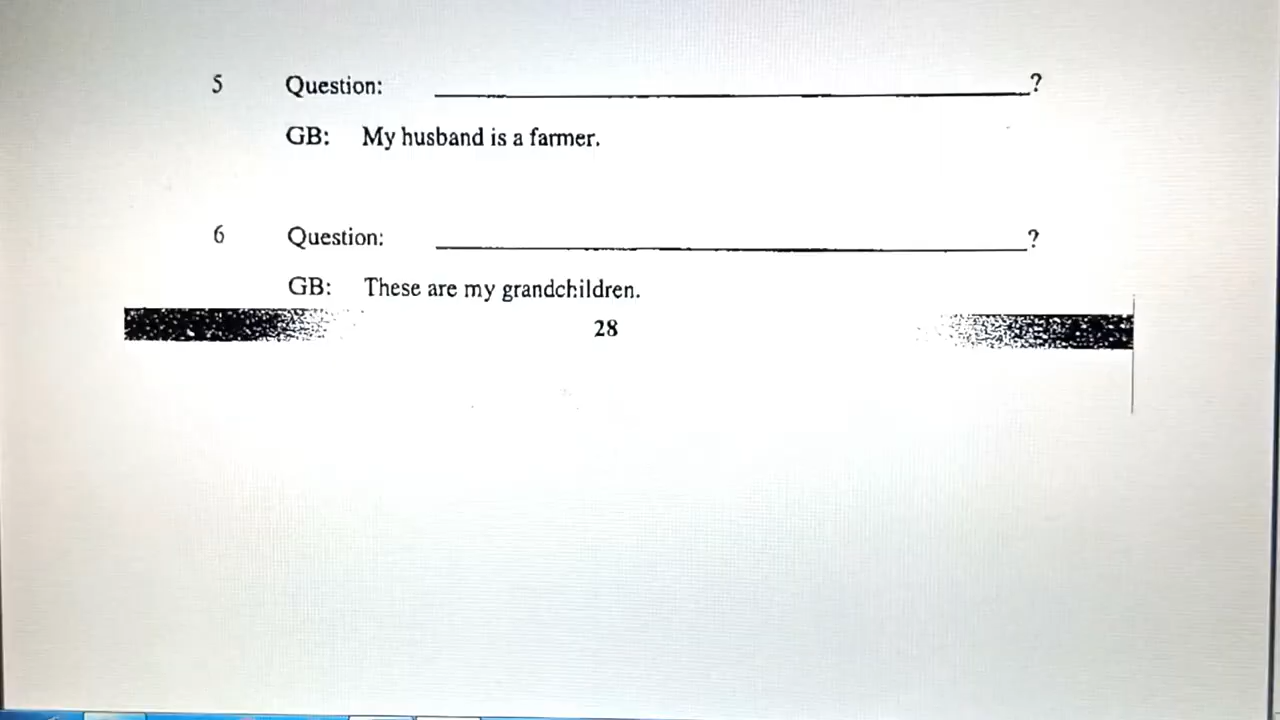 5 Question: ?
GB: My husband is a farmer.
6 Question: ?
GB: These are my grandchildren.
28